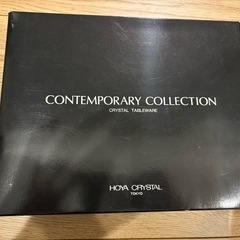 CONTEMPORARY COLLECTION
CRYSTAL TABLEWARE
HOYA CRYSTAL
TOKYO